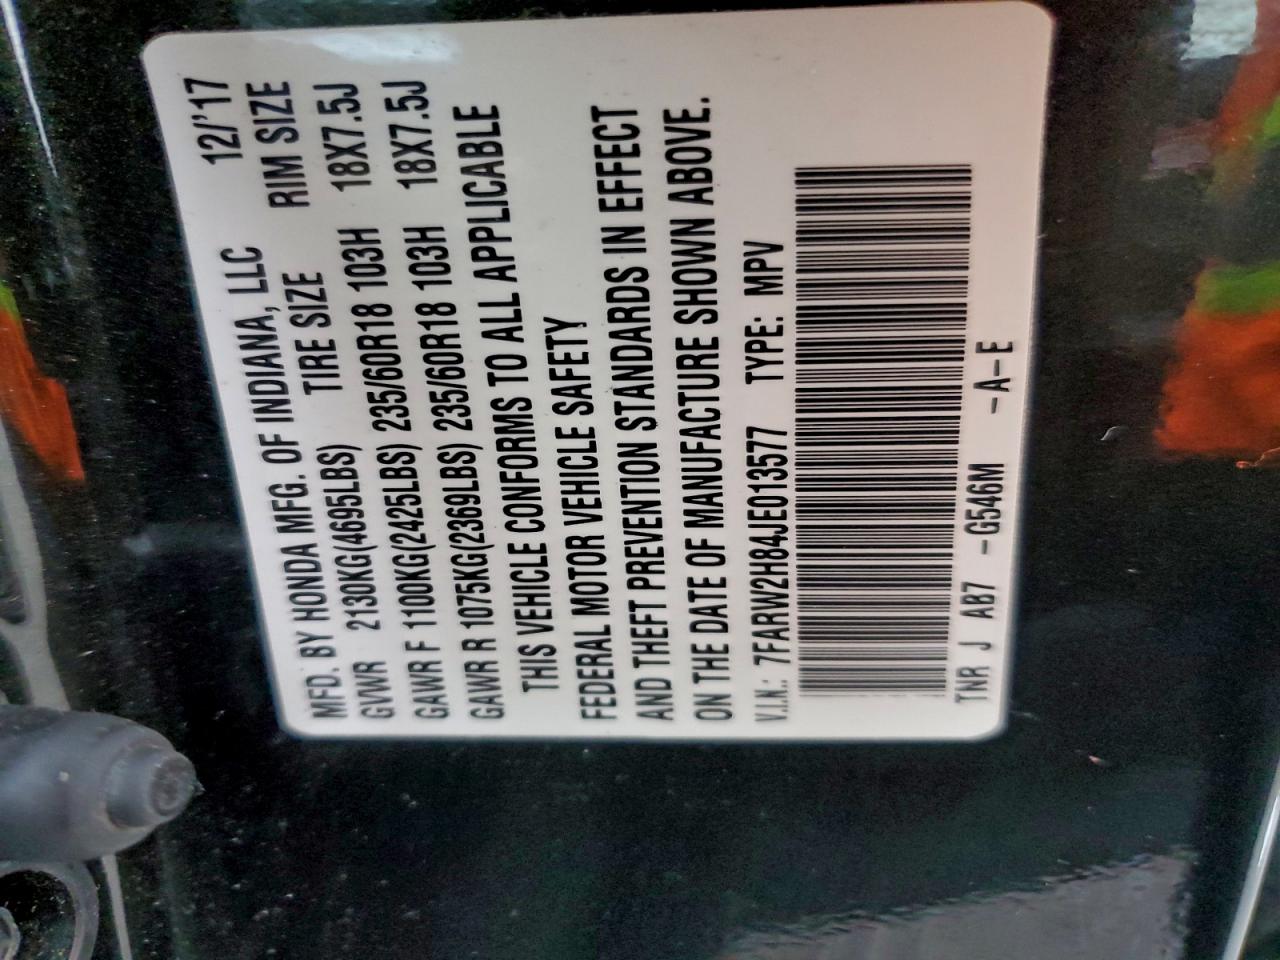 MFD. BY HONDA MFG. OF INDIANA, LLC 12/'17
GVWR 2130KG(4695LBS) TIRE SIZE RIM SIZE
GAWR F 1100KG(2425LBS) 235/60R18 103H 18X7.5J
GAWR R 1075KG(2369LBS) 235/60R18 103H 18X7.5J
THIS VEHICLE CONFORMS TO ALL APPLICABLE
FEDERAL MOTOR VEHICLE SAFETY
AND THEFT PREVENTION STANDARDS IN EFFECT
ON THE DATE OF MANUFACTURE SHOWN ABOVE.
V.I.N.: 7FARW2H84JE013577 TYPE: MPV
TNR J AB7 -G546M -A-E